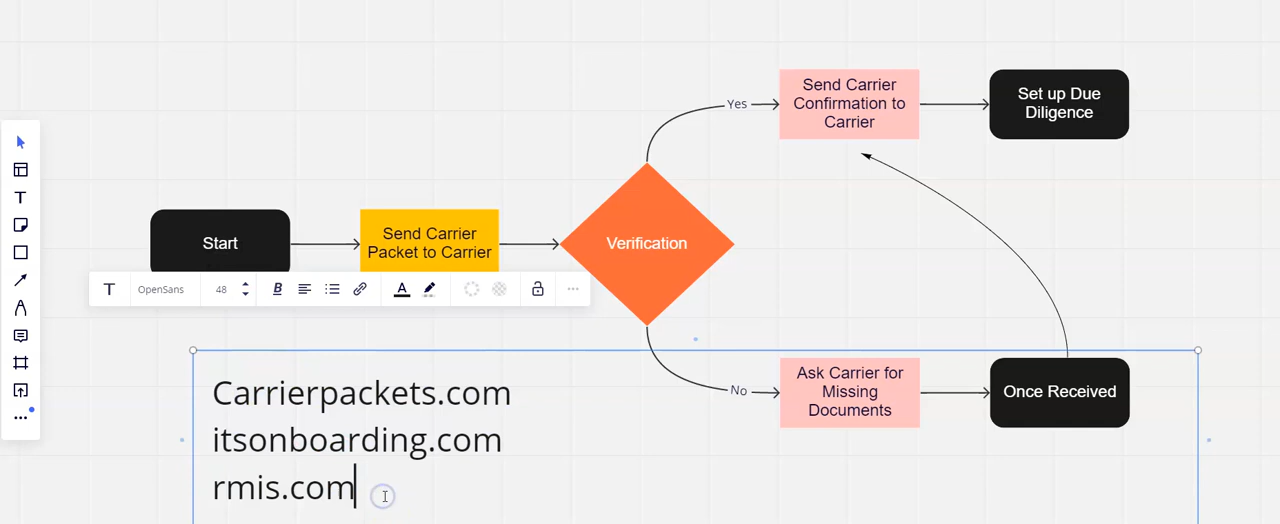 Yes
Send Carrier
Confirmation to
Carrier
Set up Due
Diligence
Start
Send Carrier
Packet to Carrier
Verification
T
OpenSans
48
B
A
No
Ask Carrier for
Missing
Documents
Once Received
Carrierpackets.com
itsonboarding.com
rmis.com